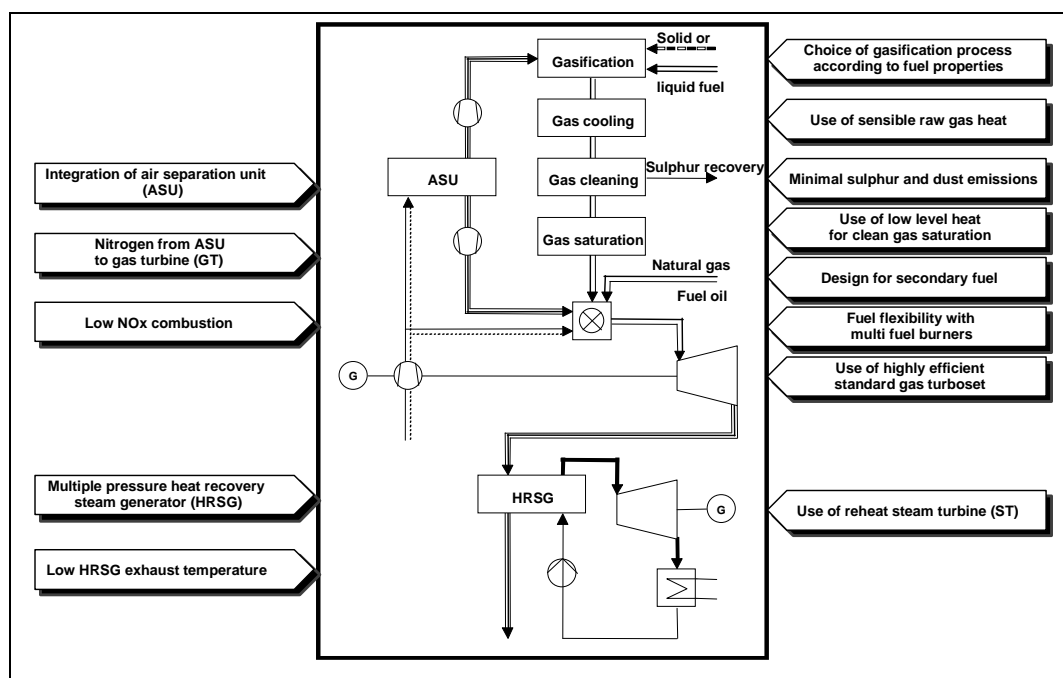 Integration of air separation unit
(ASU)
Nitrogen from ASU
to gas turbine (GT)
Low NOx combustion
Multiple pressure heat recovery
steam generator (HRSG)
Low HRSG exhaust temperature
Solid or
Gasification
liquid fuel
Gas cooling
ASU
Gas cleaning
Sulphur recovery
Gas saturation
Natural gas
Fuel oil
G
HRSG
G
Choice of gasification process
according to fuel properties
Use of sensible raw gas heat
Minimal sulphur and dust emissions
Use of low level heat
for clean gas saturation
Design for secondary fuel
Fuel flexibility with
multi fuel burners
Use of highly efficient
standard gas turboset
Use of reheat steam turbine (ST)